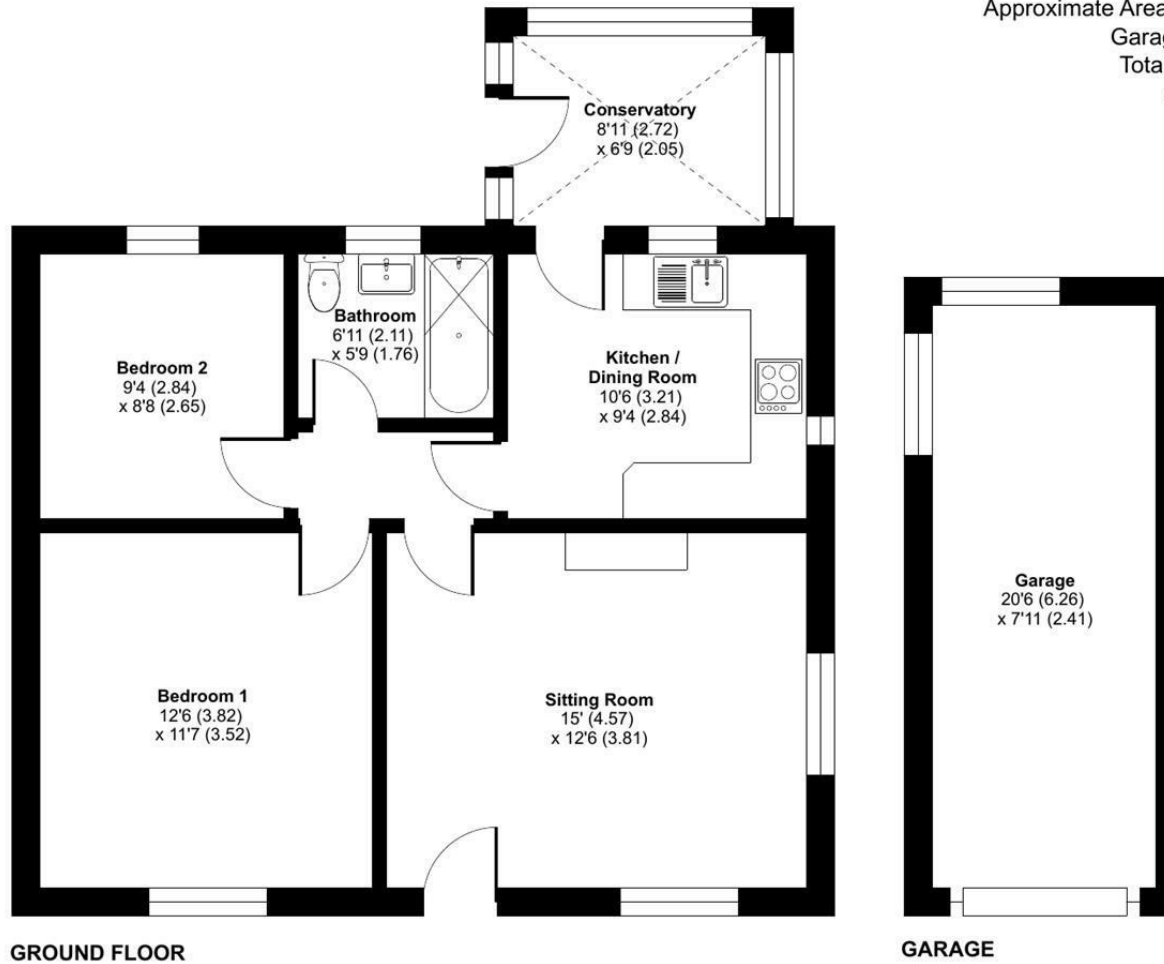 Approximate Area
Conservatory
8'11 (2.72)
x 6'9 (2.05)
Bedroom 2
9'4 (2.84)
x 8'8 (2.65)
Bathroom
6'11 (2.11)
x 5'9 (1.76)
Kitchen /
Dining Room
10'6 (3.21)
x 9'4 (2.84)
Bedroom 1
12'6 (3.82)
x 11'7 (3.52)
Sitting Room
15' (4.57)
x 12'6 (3.81)
Garage
20'6 (6.26)
x 7'11 (2.41)
GROUND FLOOR
GARAGE